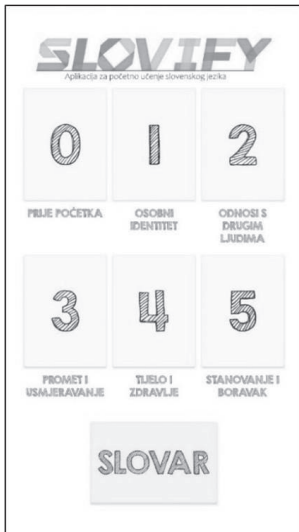 SLOVIFY
Aplikacija za početno učenje slovenskog jezika
0 1 2
PRIJE POČETKA
OSOBNI
IDENTITET
ODNOSI S
DRUGIM
LJUDIMA
3 4 5
PROMET I
USMJERAVANJE
TIJELO I
ZDRAVLJE
STANOVANJE I
BORAVAK
SLOVAR